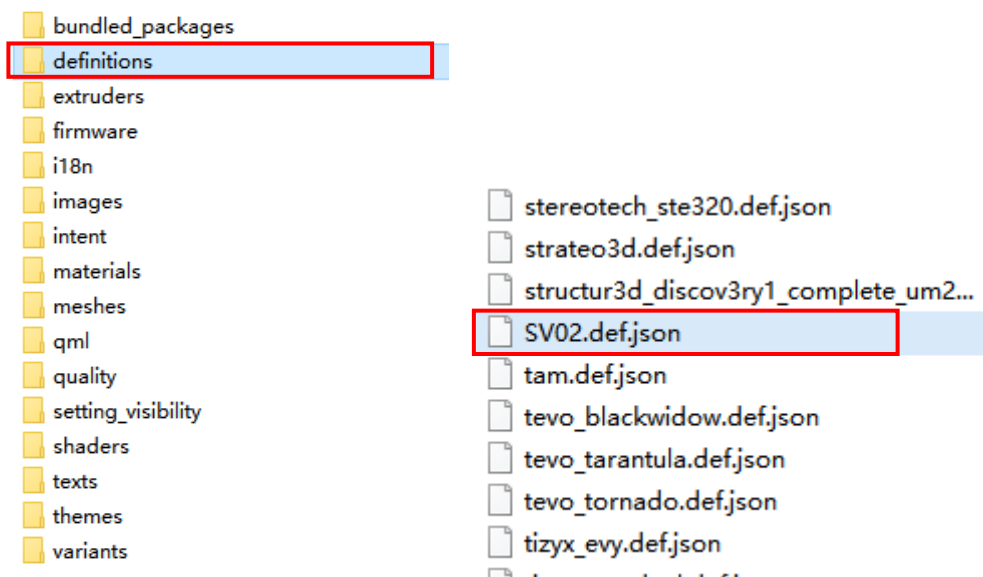 bundled_packages
definitions
extruders
firmware
i18n
images
intent
materials
meshes
qml
quality
setting_visibility
shaders
texts
themes
variants
stereotech_ste320.def.json
strateo3d.def.json
structur3d_discov3ry1_complete_um2...
SV02.def.json
tam.def.json
tevo_blackwidow.def.json
tevo_tarantula.def.json
tevo_tornado.def.json
tizyx_evy.def.json